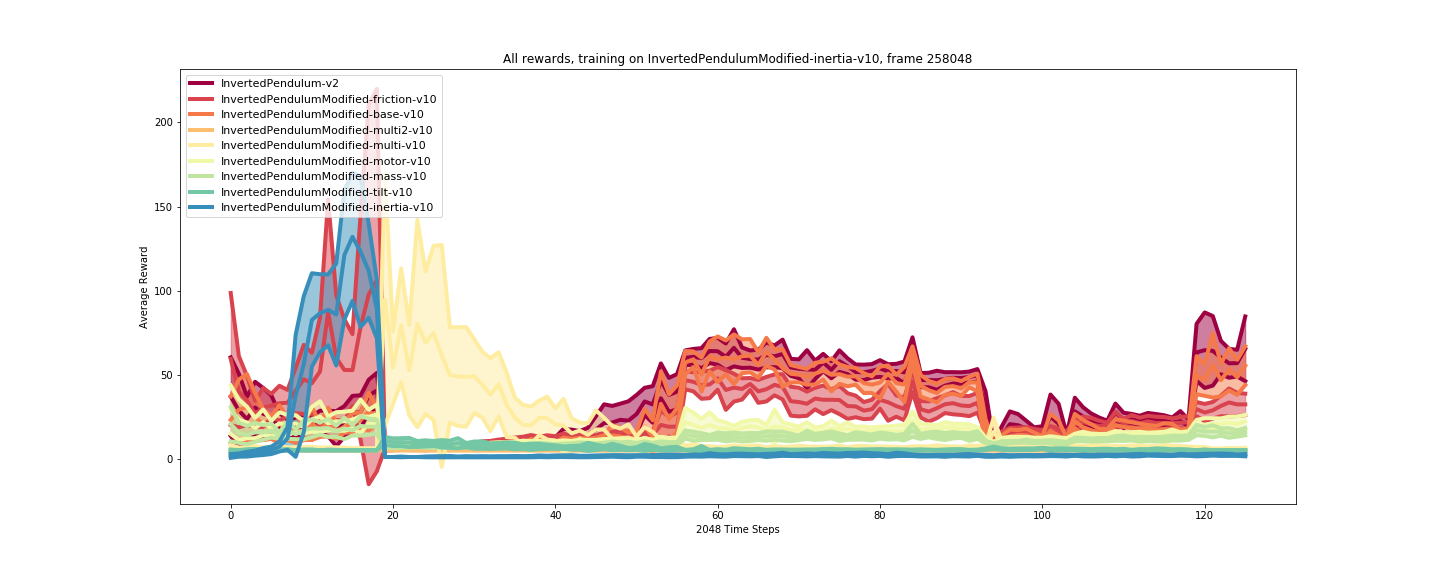 All rewards, training on InvertedPendulumModified-inertia-v10, frame 258048
InvertedPendulum-v2
InvertedPendulumModified-friction-v10
InvertedPendulumModified-base-v10
InvertedPendulumModified-multi2-v10
InvertedPendulumModified-multi-v10
InvertedPendulumModified-motor-v10
InvertedPendulumModified-mass-v10
InvertedPendulumModified-tilt-v10
InvertedPendulumModified-inertia-v10
Average Reward
200
150
100
50
0
0 20 40 60 80 100 120
2048 Time Steps